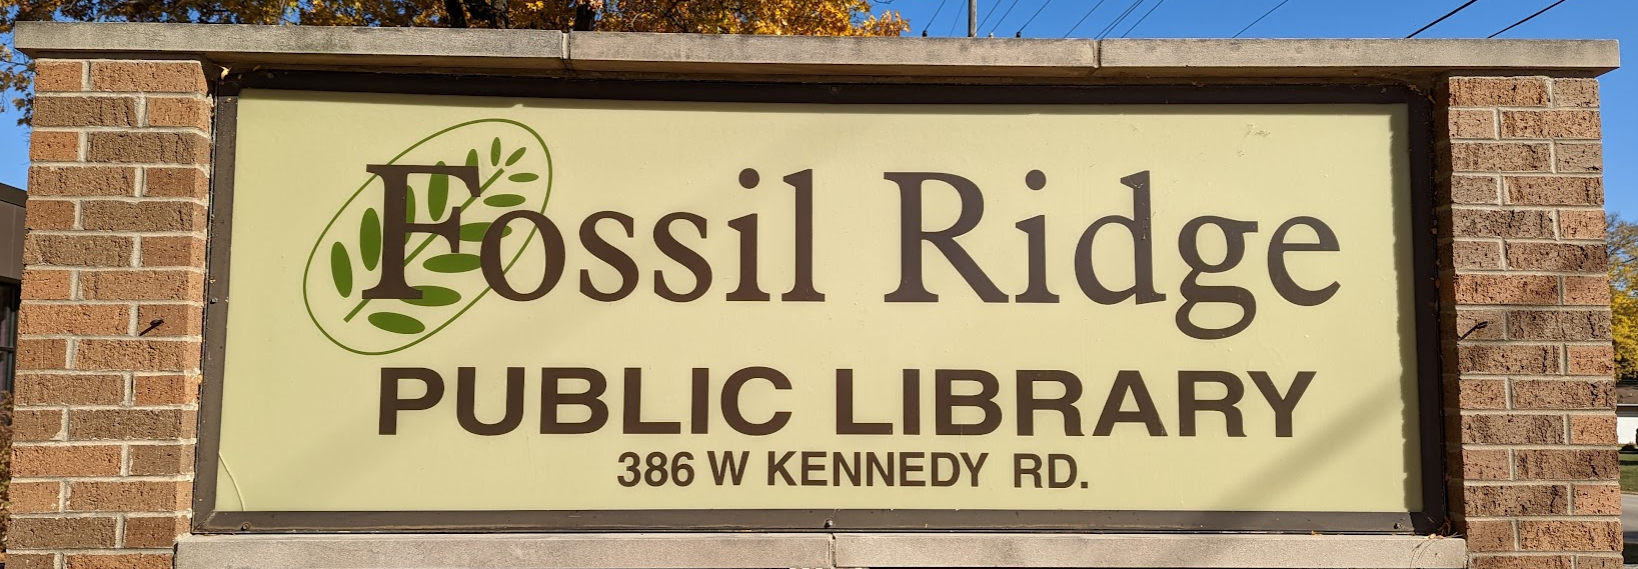 Fossil Ridge
PUBLIC LIBRARY
386 W KENNEDY RD.